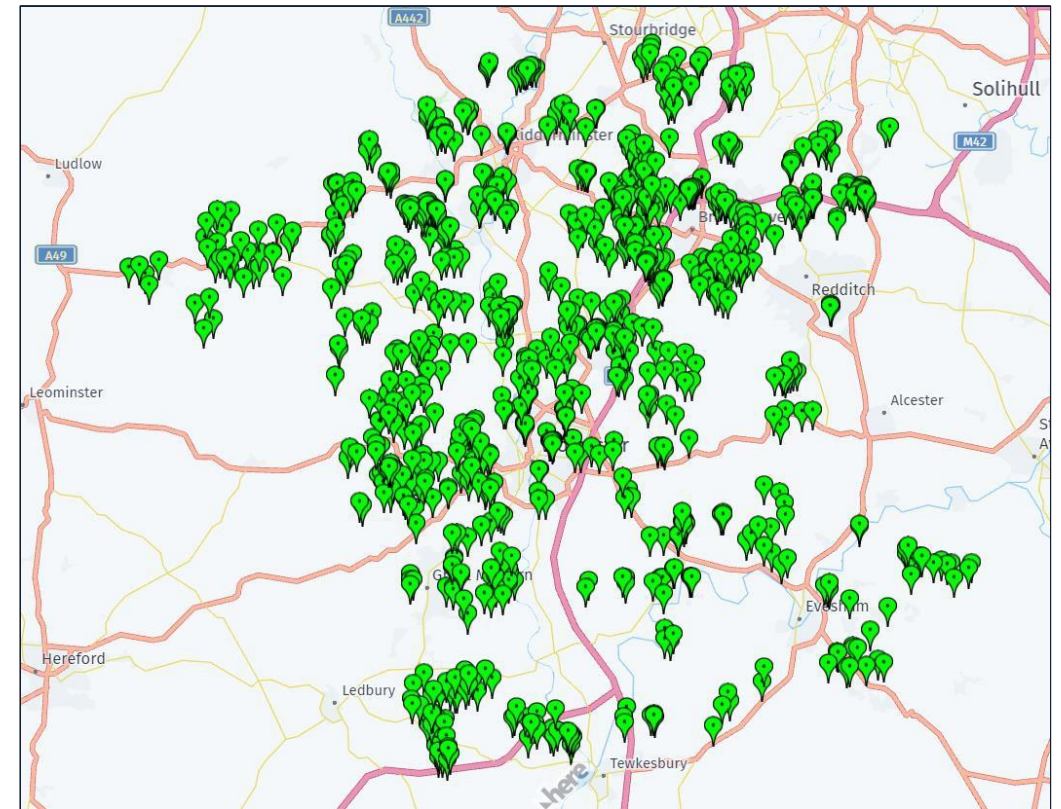 A442
Stourbridge
Solihull
M42
Ludlow
A49
Redditch
Leominster
Alcester
Evesham
Hereford
Ledbury
Tewkesbury
here